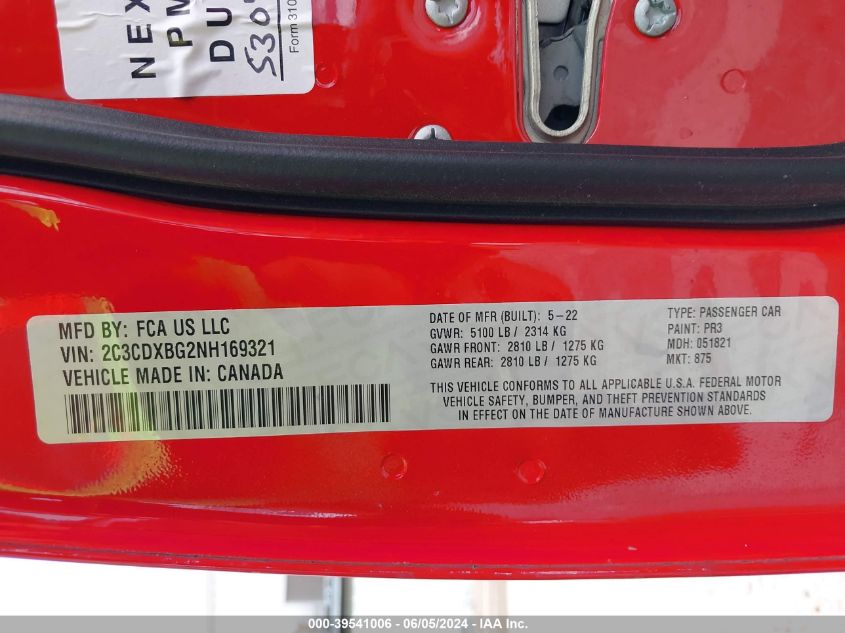 NEX
PM
DU
530
Form 310
MFD BY: FCA US LLC
VIN: 2C3CDXBG2NH169321
VEHICLE MADE IN: CANADA
DATE OF MFR (BUILT): 5-22
GVWR: 5100 LB / 2314 KG
GAWR FRONT: 2810 LB / 1275 KG
GAWR REAR: 2810 LB / 1275 KG
TYPE: PASSENGER CAR
PAINT: PR3
MDH: 051821
MKT: 875
THIS VEHICLE CONFORMS TO ALL APPLICABLE U.S.A. FEDERAL MOTOR
VEHICLE SAFETY, BUMPER, AND THEFT PREVENTION STANDARDS
IN EFFECT ON THE DATE OF MANUFACTURE SHOWN ABOVE.
000-39541006 - 06/05/2024 - IAA Inc.